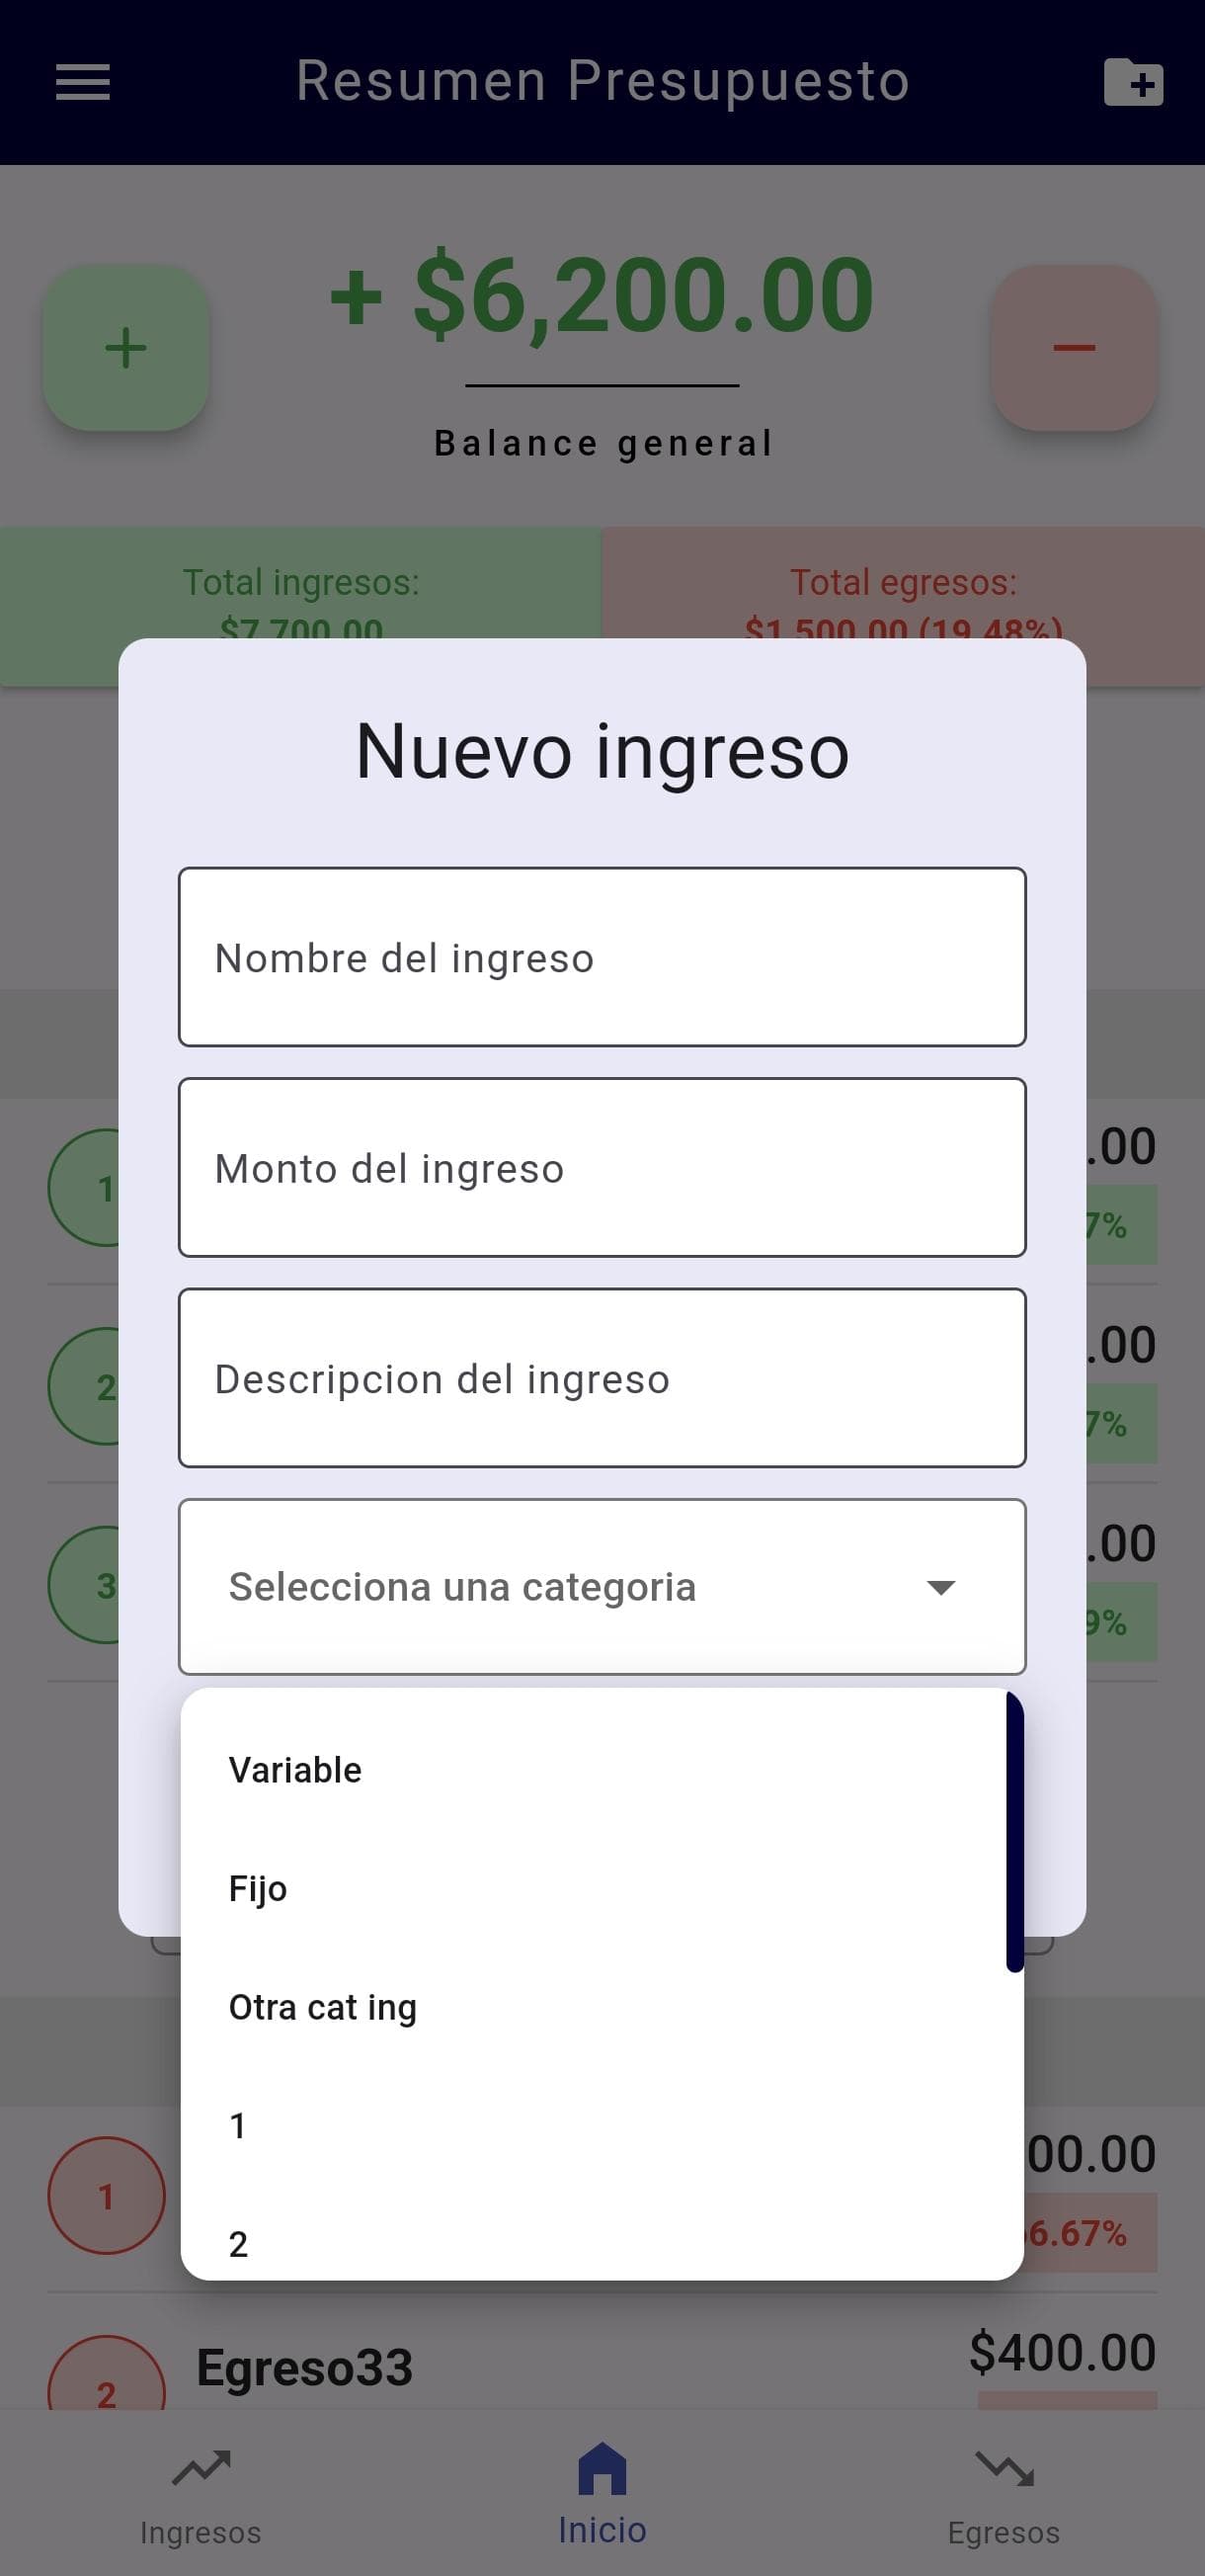 Resumen Presupuesto
+ $6,200.00
Balance general
Total ingresos:
$7,700.00
Total egresos:
$1,500.00 (19.48%)
Nuevo ingreso
Nombre del ingreso
Monto del ingreso
Descripcion del ingreso
Selecciona una categoria
Variable
Fijo
Otra cat ing
1
2
1
.00
7%
2
.00
7%
3
.00
9%
1
00.00
6.67%
2
Egreso33
$400.00
Ingresos
Inicio
Egresos